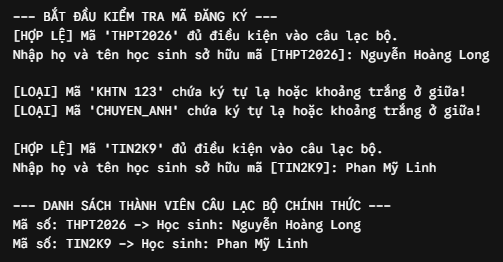 --- BẮT ĐẦU KIỂM TRA MÃ ĐĂNG KÝ ---
[HỢP LỆ] Mã 'THPT2026' đủ điều kiện vào câu lạc bộ.
Nhập họ và tên học sinh sở hữu mã [THPT2026]: Nguyễn Hoàng Long
[LOẠI] Mã 'KHTN 123' chứa ký tự lạ hoặc khoảng trắng ở giữa!
[LOẠI] Mã 'CHUYEN_ANH' chứa ký tự lạ hoặc khoảng trắng ở giữa!
[HỢP LỆ] Mã 'TIN2K9' đủ điều kiện vào câu lạc bộ.
Nhập họ và tên học sinh sở hữu mã [TIN2K9]: Phan Mỹ Linh
--- DANH SÁCH THÀNH VIÊN CÂU LẠC BỘ CHÍNH THỨC ---
Mã số: THPT2026 -> Học sinh: Nguyễn Hoàng Long
Mã số: TIN2K9 -> Học sinh: Phan Mỹ Linh